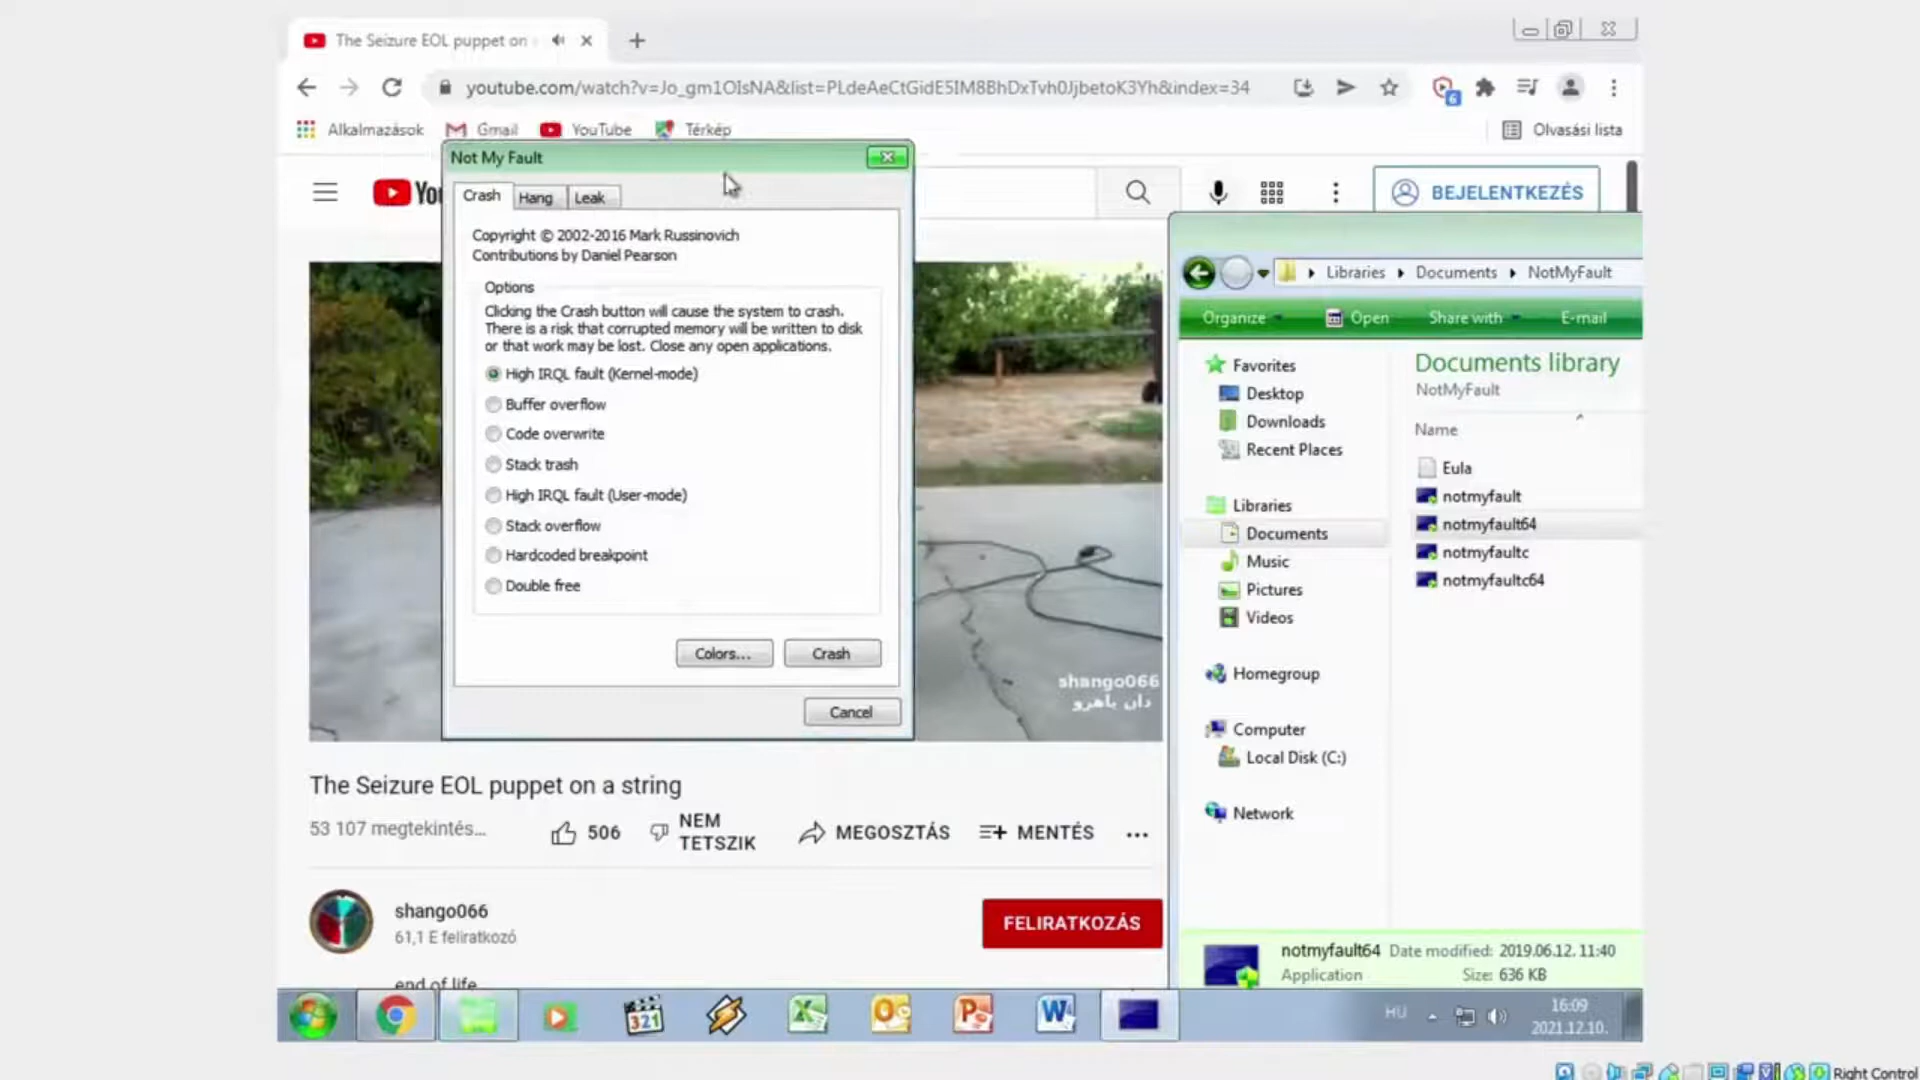 The Seizure EOL puppet on
youtube.com/watch?v=Jo_gm1OIsNA&list=PLdeAeCtGidE5IM8BhDxTvh0JjbetoK3Yh&index=34
6
Alkalmazások
Gmail
YouTube
Térkép
Olvasási lista
You
BEJELENTKEZÉS
Not My Fault
Crash
Hang
Leak
Copyright © 2002-2016 Mark Russinovich
Contributions by Daniel Pearson
Options
Clicking the Crash button will cause the system to crash.
There is a risk that corrupted memory will be written to disk
or that work may be lost. Close any open applications.
High IRQL fault (Kernel-mode)
Buffer overflow
Code overwrite
Stack trash
High IRQL fault (User-mode)
Stack overflow
Hardcoded breakpoint
Double free
Colors...
Crash
Cancel
shango066
دان ياهرو
The Seizure EOL puppet on a string
53 107 megtekintés...
506
NEM
TETSZIK
MEGOSZTÁS
MENTÉS
shango066
61,1 E feliratkozó
FELIRATKOZÁS
end of life
Libraries
Documents
NotMyFault
Organize
Open
Share with
E-mail
Favorites
Desktop
Downloads
Recent Places
Libraries
Documents
Music
Pictures
Videos
Homegroup
Computer
Local Disk (C:)
Network
Documents library
NotMyFault
Name
Eula
notmyfault
notmyfault64
notmyfaultc
notmyfaultc64
notmyfault64 Date modified: 2019.06.12. 11:40
Application Size: 636 KB
321
HU
16:09
2021.12.10.
Right Control